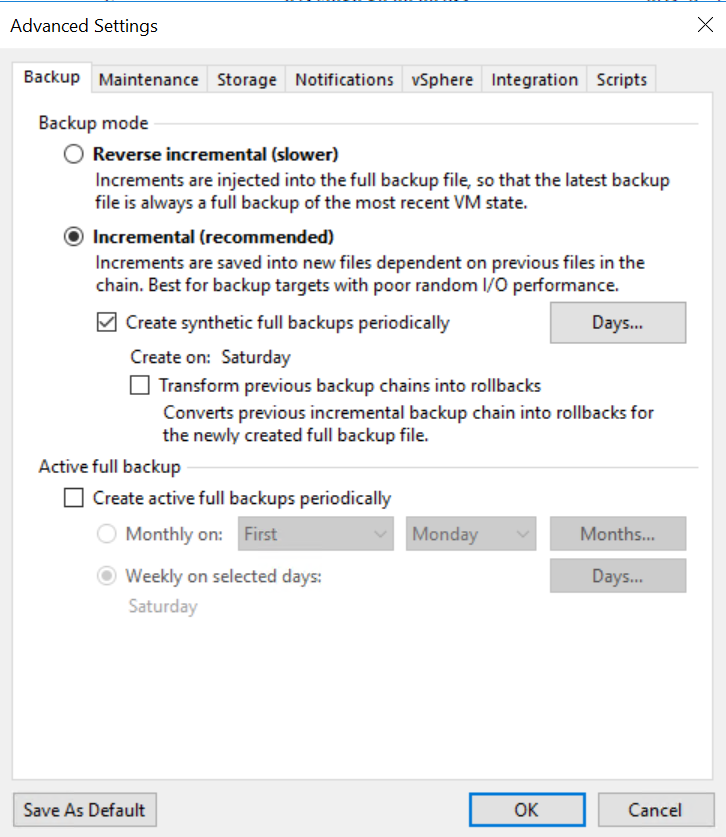 Advanced Settings
Backup Maintenance Storage Notifications vSphere Integration Scripts
Backup mode
Reverse incremental (slower)
Increments are injected into the full backup file, so that the latest backup
file is always a full backup of the most recent VM state.
Incremental (recommended)
Increments are saved into new files dependent on previous files in the
chain. Best for backup targets with poor random I/O performance.
Create synthetic full backups periodically Days...
Create on: Saturday
Transform previous backup chains into rollbacks
Converts previous incremental backup chain into rollbacks for
the newly created full backup file.
Active full backup
Create active full backups periodically
Monthly on: First Monday Months...
Weekly on selected days: Days...
Saturday
Save As Default OK Cancel